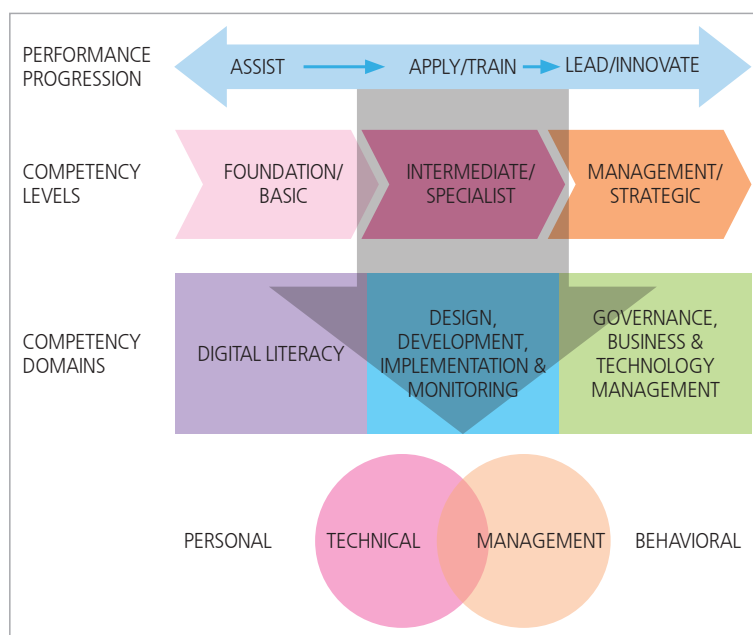 PERFORMANCE
PROGRESSION
ASSIST
APPLY/TRAIN
LEAD/INNOVATE
COMPETENCY
LEVELS
FOUNDATION/
BASIC
INTERMEDIATE/
SPECIALIST
MANAGEMENT/
STRATEGIC
COMPETENCY
DOMAINS
DIGITAL LITERACY
DESIGN,
DEVELOPMENT,
IMPLEMENTATION &
MONITORING
GOVERNANCE,
BUSINESS &
TECHNOLOGY
MANAGEMENT
PERSONAL
TECHNICAL
MANAGEMENT
BEHAVIORAL